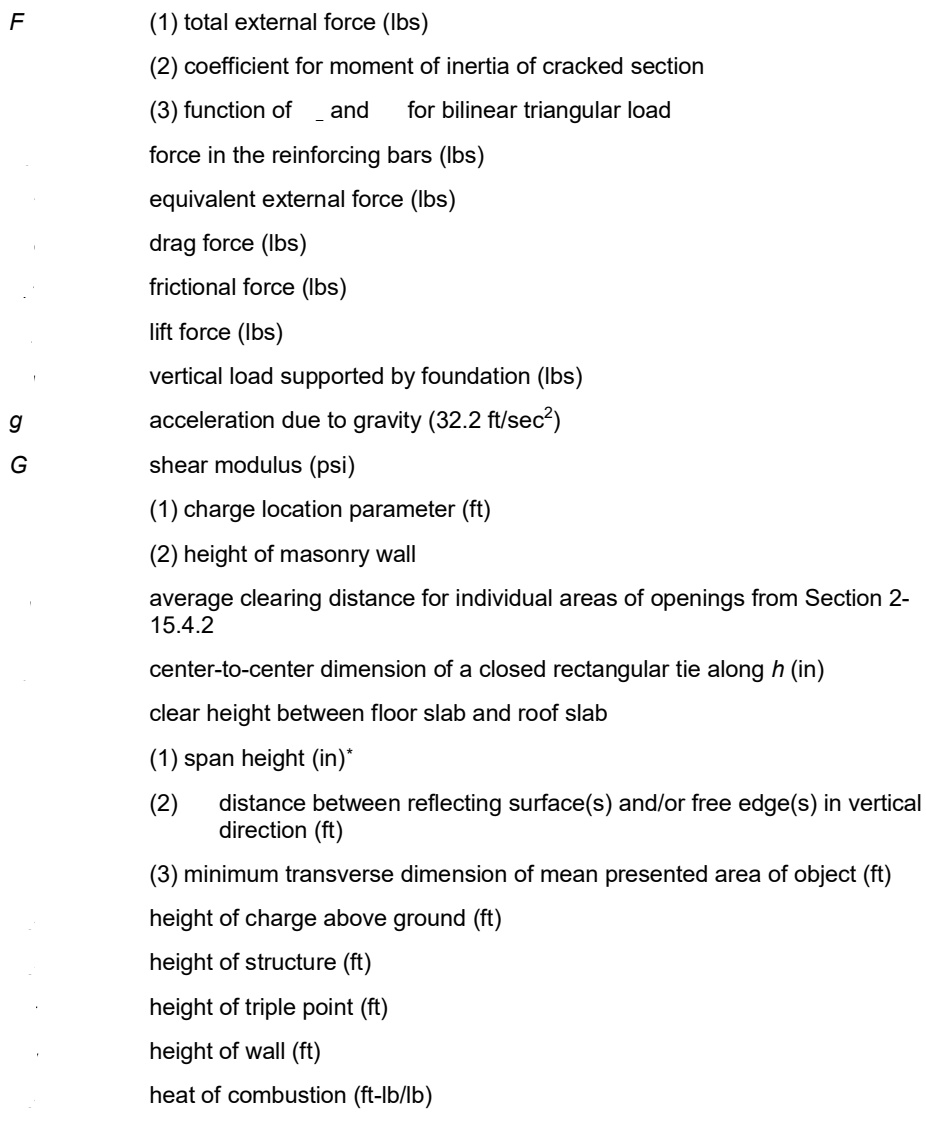 F (1) total external force (lbs)
(2) coefficient for moment of inertia of cracked section
(3) function of _ and for bilinear triangular load
force in the reinforcing bars (lbs)
equivalent external force (lbs)
drag force (lbs)
frictional force (lbs)
lift force (lbs)
vertical load supported by foundation (lbs)
g acceleration due to gravity (32.2 ft/sec²)
G shear modulus (psi)
(1) charge location parameter (ft)
(2) height of masonry wall
average clearing distance for individual areas of openings from Section 2-
15.4.2
center-to-center dimension of a closed rectangular tie along h (in)
clear height between floor slab and roof slab
(1) span height (in)*
(2) distance between reflecting surface(s) and/or free edge(s) in vertical
direction (ft)
(3) minimum transverse dimension of mean presented area of object (ft)
height of charge above ground (ft)
height of structure (ft)
height of triple point (ft)
height of wall (ft)
heat of combustion (ft-lb/lb)